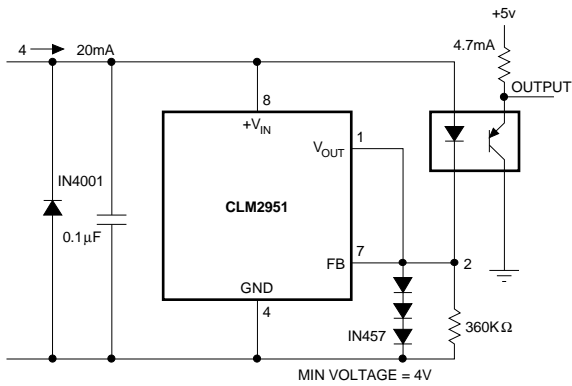 +5v
4 20mA
4.7mA
OUTPUT
8
+VIN
1
VOUT
IN4001
CLM2951
0.1µF
7
FB
2
GND
4
IN457
360KΩ
MIN VOLTAGE = 4V